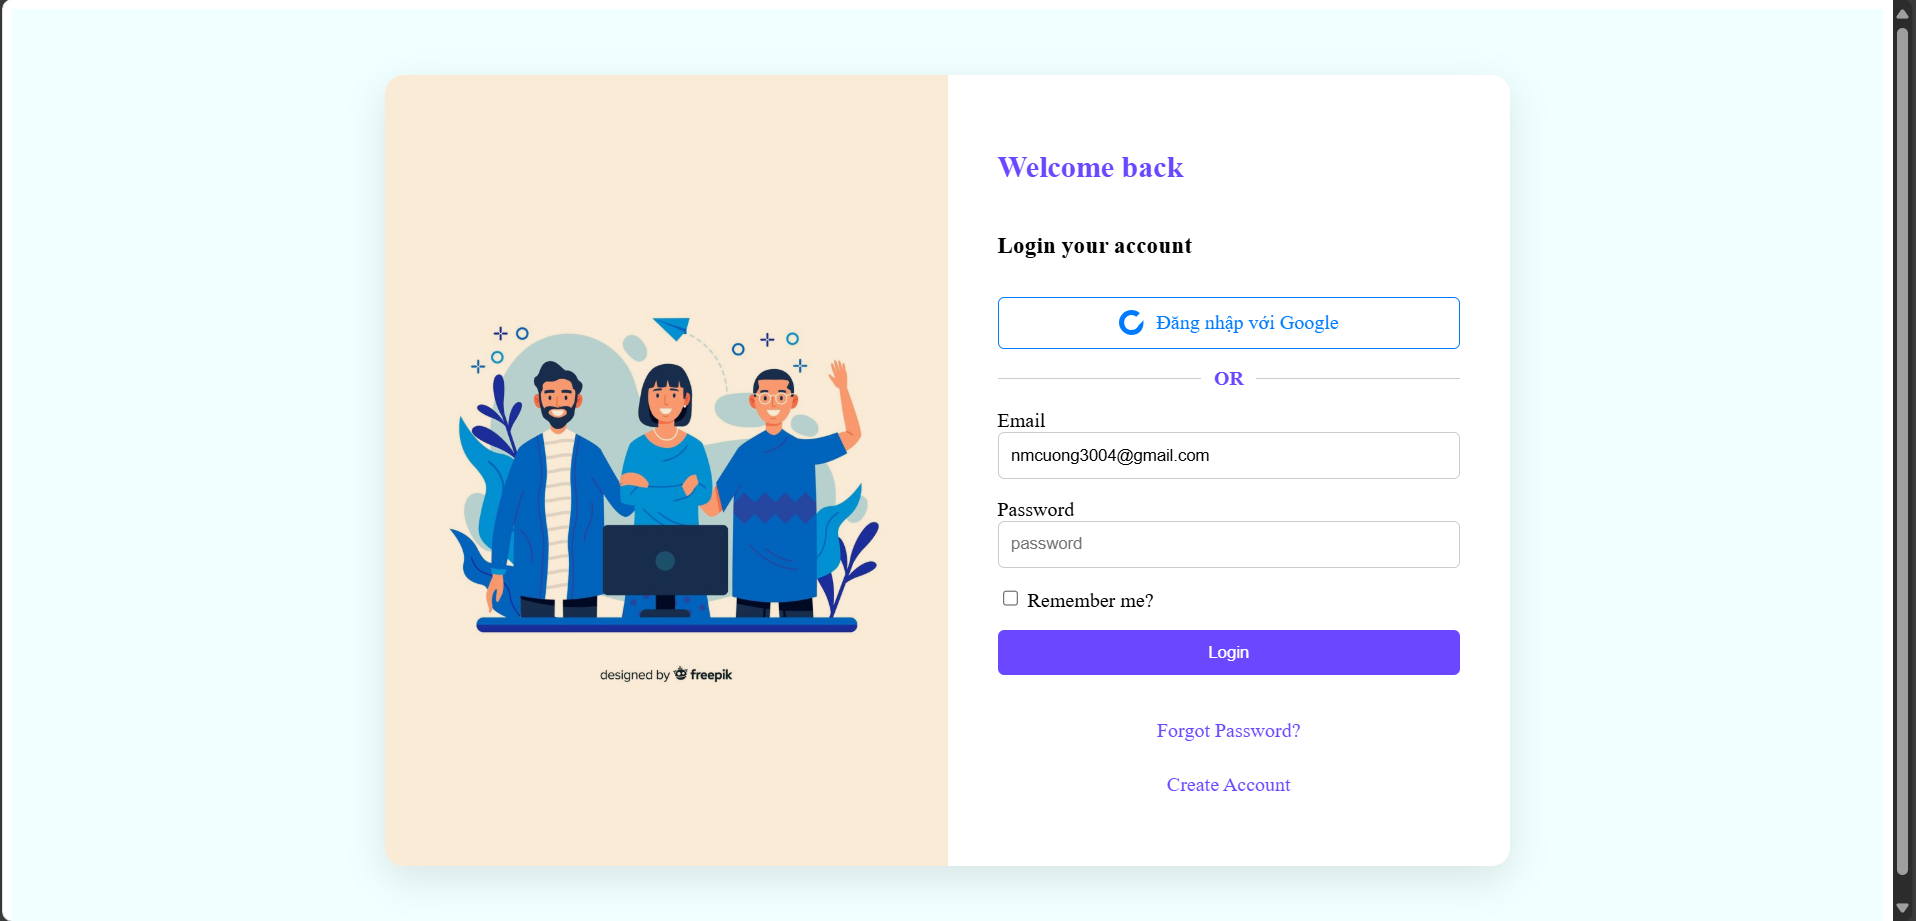 Welcome back
Login your account
Đăng nhập với Google
OR
Email
nmcuong3004@gmail.com
Password
password
Remember me?
Login
Forgot Password?
Create Account
designed by freepik